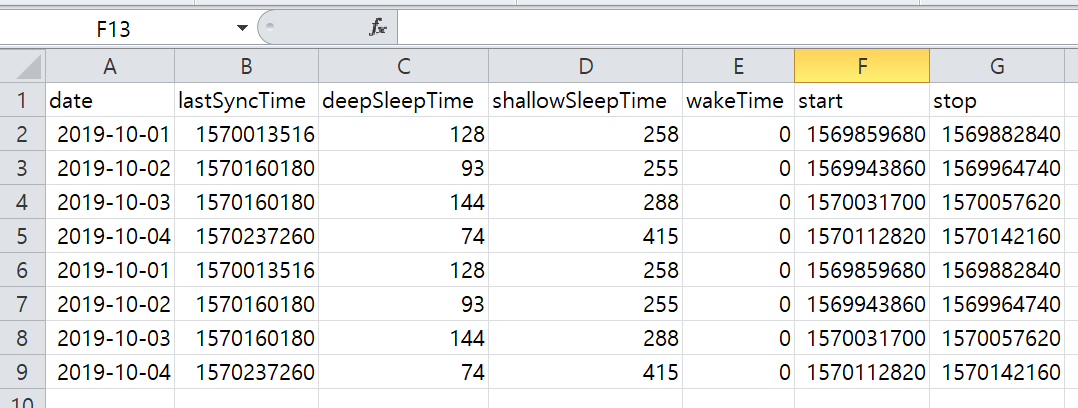 F13 fx
A B C D E F G
1 date lastSyncTime deepSleepTime shallowSleepTime wakeTime start stop
2 2019-10-01 1570013516 128 258 0 1569859680 1569882840
3 2019-10-02 1570160180 93 255 0 1569943860 1569964740
4 2019-10-03 1570160180 144 288 0 1570031700 1570057620
5 2019-10-04 1570237260 74 415 0 1570112820 1570142160
6 2019-10-01 1570013516 128 258 0 1569859680 1569882840
7 2019-10-02 1570160180 93 255 0 1569943860 1569964740
8 2019-10-03 1570160180 144 288 0 1570031700 1570057620
9 2019-10-04 1570237260 74 415 0 1570112820 1570142160
10